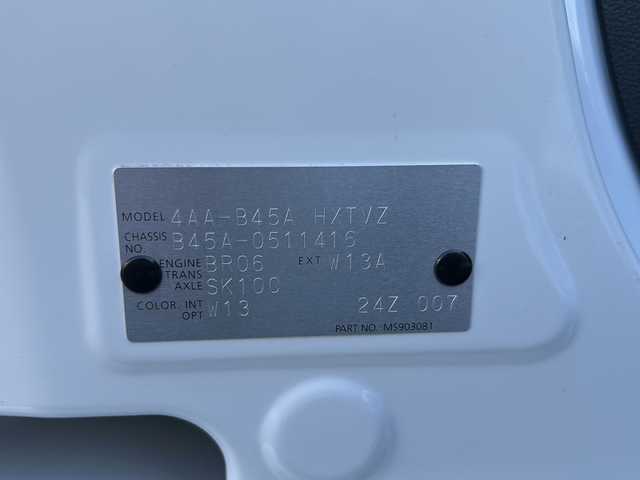 MODEL 4AA-B45A H/T/Z
CHASSIS NO. B45A-0511416
ENGINE BR06 EXT W13A
TRANS AXLE SK100
COLOR, INT OPT W13 24Z 007
PART NO. MS903081